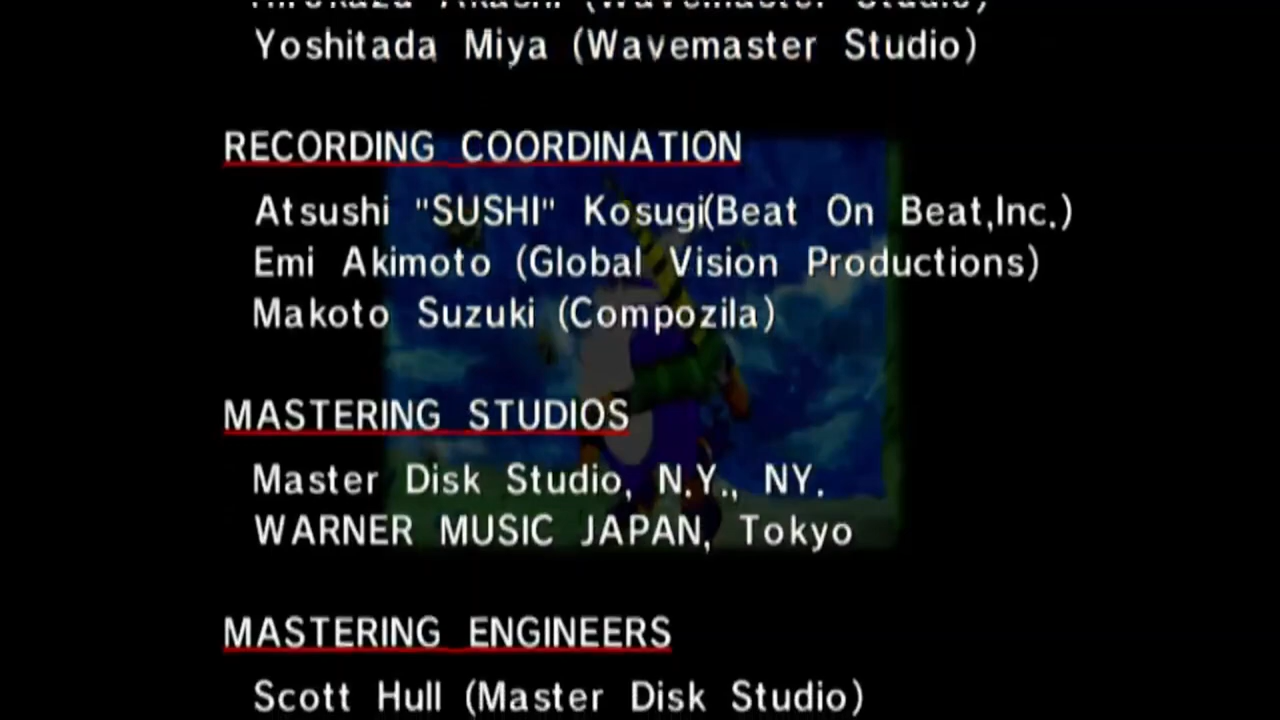 Yoshitada Miya (Wavemaster Studio)
RECORDING COORDINATION
Atsushi "SUSHI" Kosugi(Beat On Beat,Inc.)
Emi Akimoto (Global Vision Productions)
Makoto Suzuki (Compozila)
MASTERING STUDIOS
Master Disk Studio, N.Y., NY.
WARNER MUSIC JAPAN, Tokyo
MASTERING ENGINEERS
Scott Hull (Master Disk Studio)